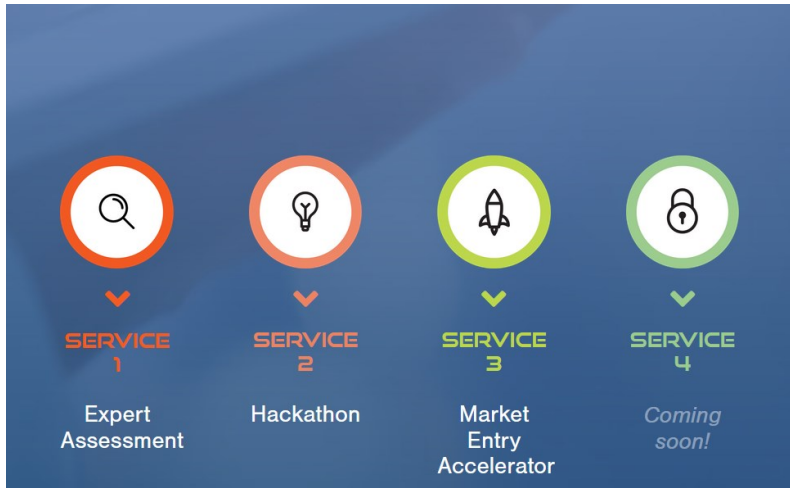 SERVICE
1
Expert
Assessment
SERVICE
2
Hackathon
SERVICE
3
Market
Entry
Accelerator
SERVICE
4
Coming
soon!